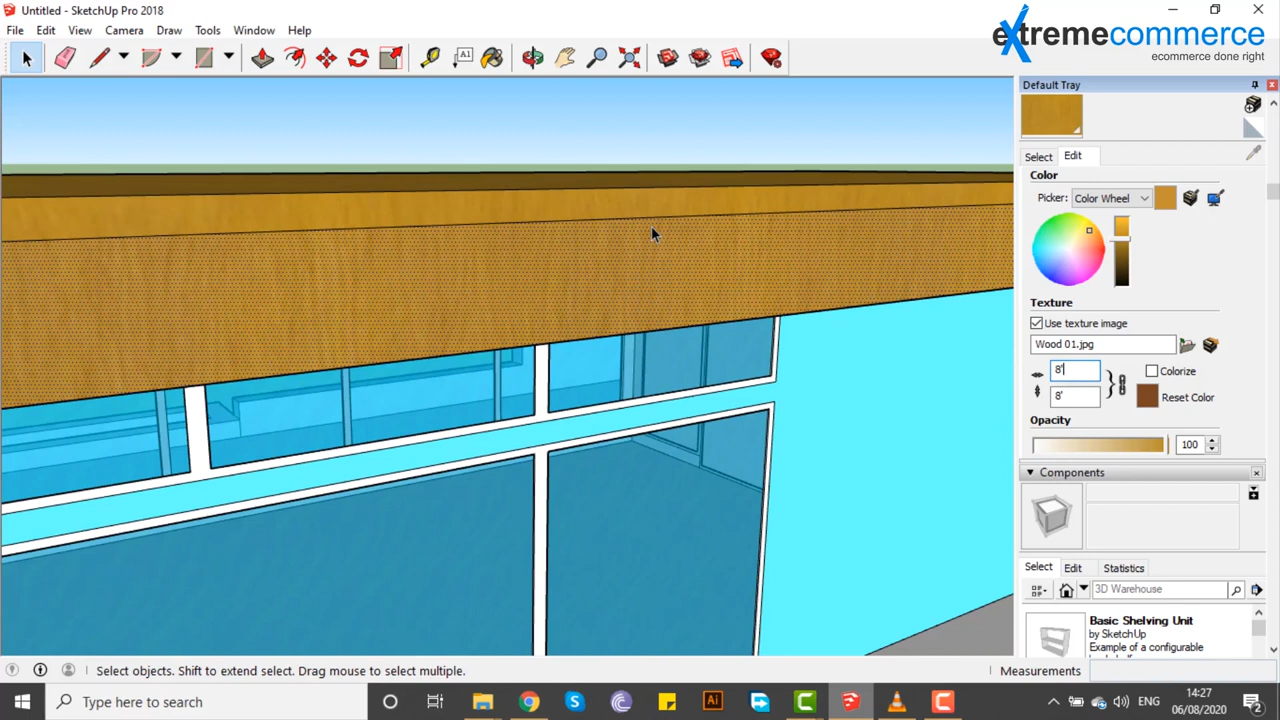 Untitled - SketchUp Pro 2018
extremecommerce
ecommerce done right
File Edit View Camera Draw Tools Window Help
A1
Default Tray
Select Edit
Color
Picker: Color Wheel
Texture
Use texture image
Wood 01.jpg
8'
Colorize
8'
Reset Color
Opacity
100
Components
Select Edit Statistics
3D Warehouse
Basic Shelving Unit
by SketchUp
Example of a configurable
Select objects. Shift to extend select. Drag mouse to select multiple.
Measurements
Type here to search
Ai
ENG
14:27
06/08/2020
2